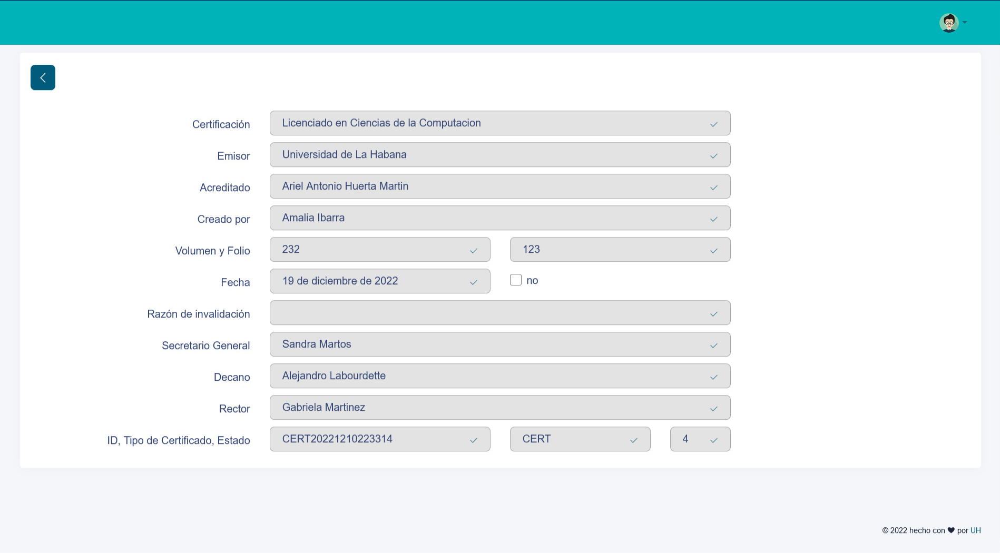 Certificación Licenciado en Ciencias de la Computacion
Emisor Universidad de La Habana
Acreditado Ariel Antonio Huerta Martin
Creado por Amalia Ibarra
Volumen y Folio 232 123
Fecha 19 de diciembre de 2022 no
Razón de invalidación
Secretario General Sandra Martos
Decano Alejandro Labourdette
Rector Gabriela Martinez
ID, Tipo de Certificado, Estado CERT20221210223314 CERT 4
© 2022 hecho con ♥ por UH